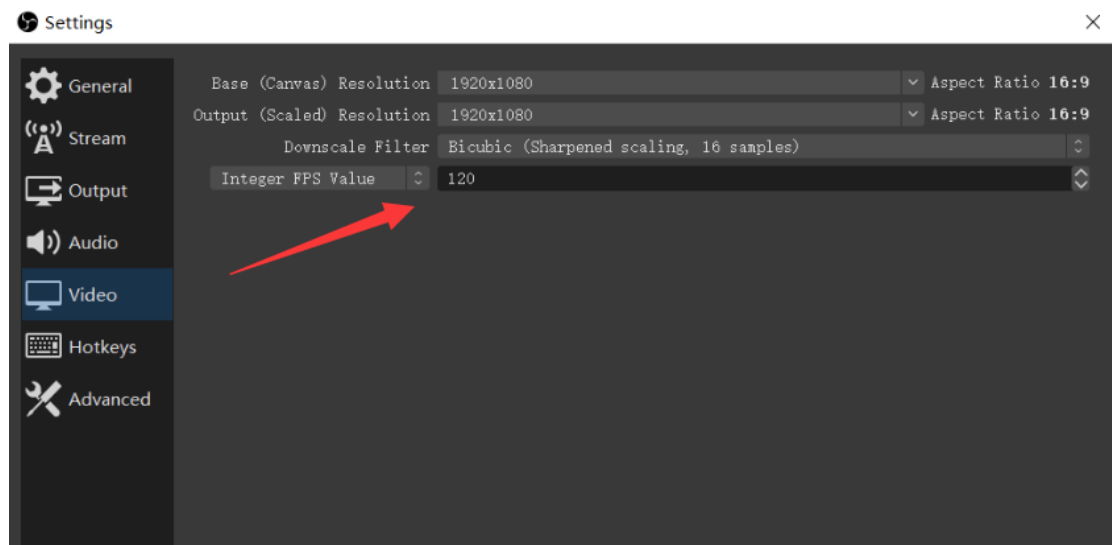 Settings
General
Stream
Output
Audio
Video
Hotkeys
Advanced
Base (Canvas) Resolution 1920x1080 Aspect Ratio 16:9
Output (Scaled) Resolution 1920x1080 Aspect Ratio 16:9
Downscale Filter Bicubic (Sharpened scaling, 16 samples)
Integer FPS Value 120